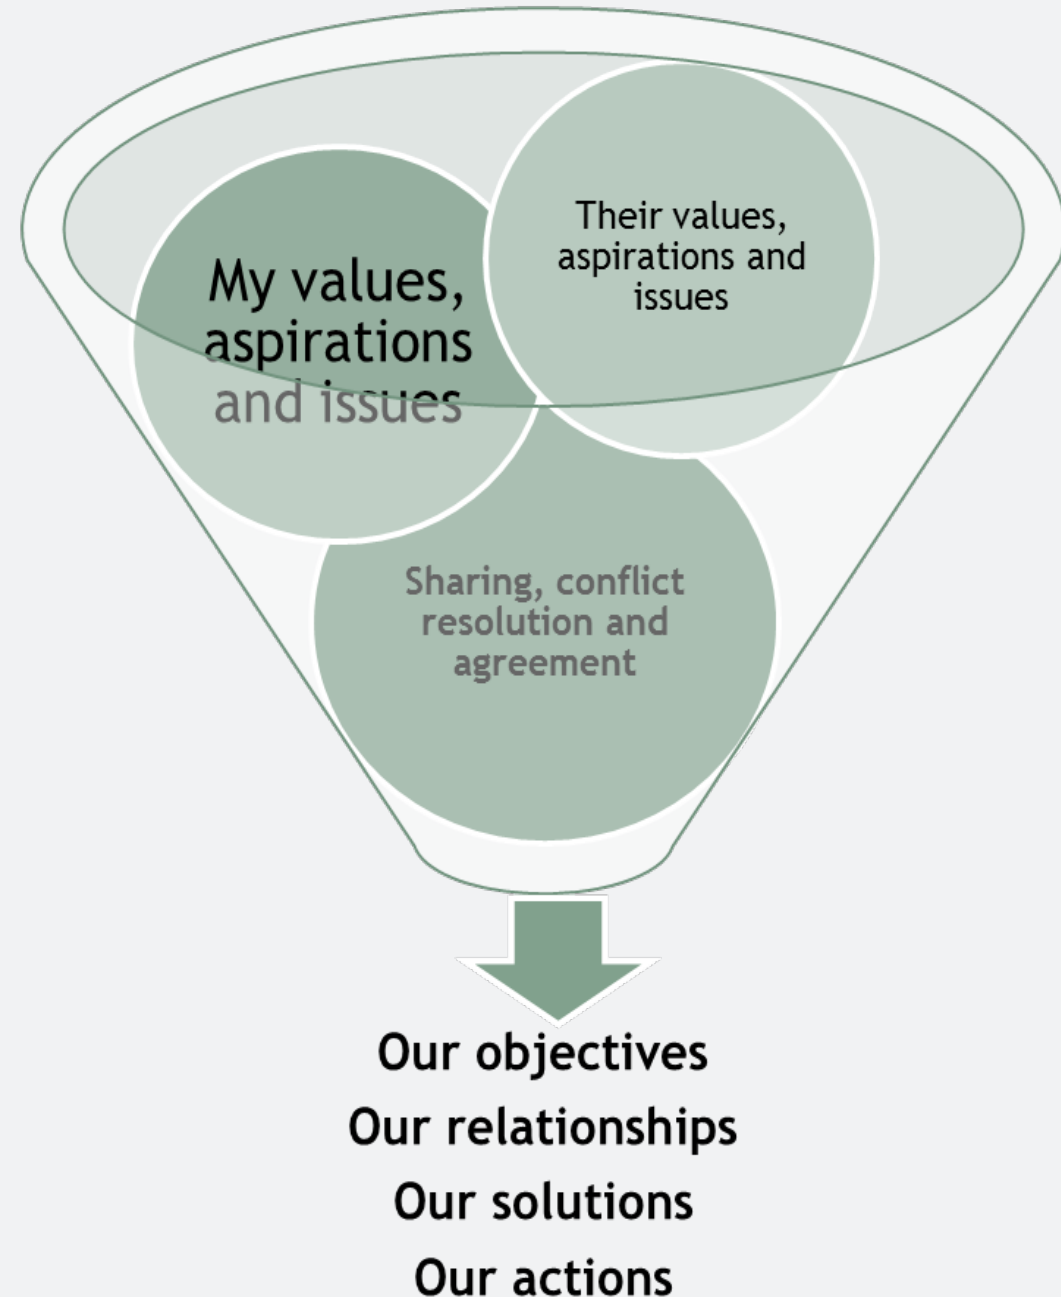 My values,
aspirations
and issues
Their values,
aspirations and
issues
Sharing, conflict
resolution and
agreement
Our objectives
Our relationships
Our solutions
Our actions